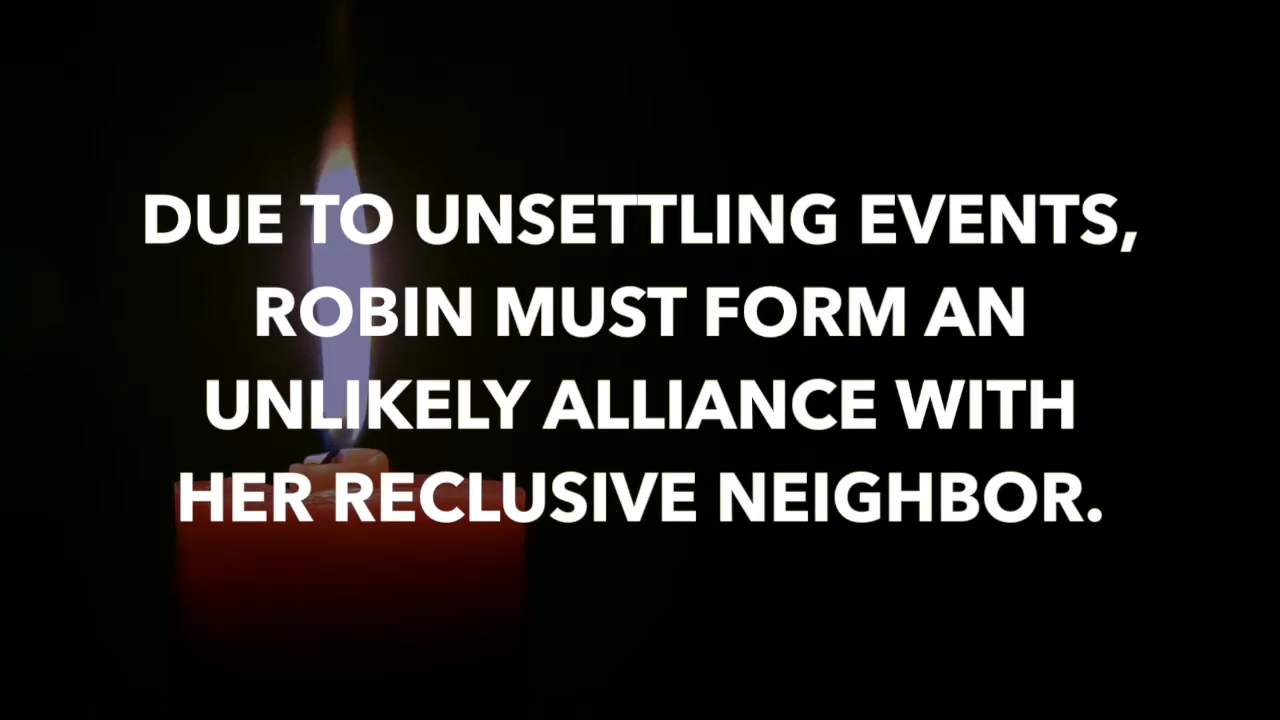 DUE TO UNSETTLING EVENTS,
ROBIN MUST FORM AN
UNLIKELY ALLIANCE WITH
HER RECLUSIVE NEIGHBOR.